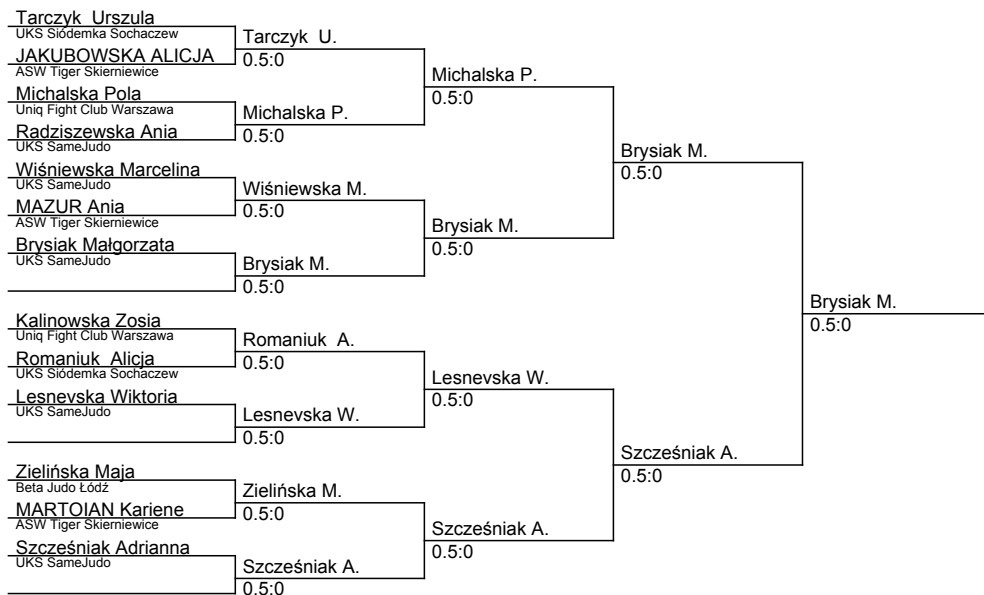 Tarczyk  Urszula
UKS Siódemka Sochaczew
JAKUBOWSKA ALICJA
ASW Tiger Skierniewice
Michalska Pola
Uniq Fight Club Warszawa
Radziszewska Ania
UKS SameJudo
Wiśniewska Marcelina
UKS SameJudo
MAZUR Ania
ASW Tiger Skierniewice
Brysiak Małgorzata
UKS SameJudo
Kalinowska Zosia
Uniq Fight Club Warszawa
Romaniuk  Alicja
UKS Siódemka Sochaczew
Lesnevska Wiktoria
UKS SameJudo
Zielińska Maja
Beta Judo Łódź
MARTOIAN Kariene
ASW Tiger Skierniewice
Szcześniak Adrianna
UKS SameJudo
Tarczyk  U.
0.5:0
Michalska P.
0.5:0
Wiśniewska M.
0.5:0
Brysiak M.
0.5:0
Romaniuk  A.
0.5:0
Lesnevska W.
0.5:0
Zielińska M.
0.5:0
Szcześniak A.
0.5:0
Michalska P.
0.5:0
Brysiak M.
0.5:0
Lesnevska W.
0.5:0
Szcześniak A.
0.5:0
Brysiak M.
0.5:0
Szcześniak A.
0.5:0
Brysiak M.
0.5:0